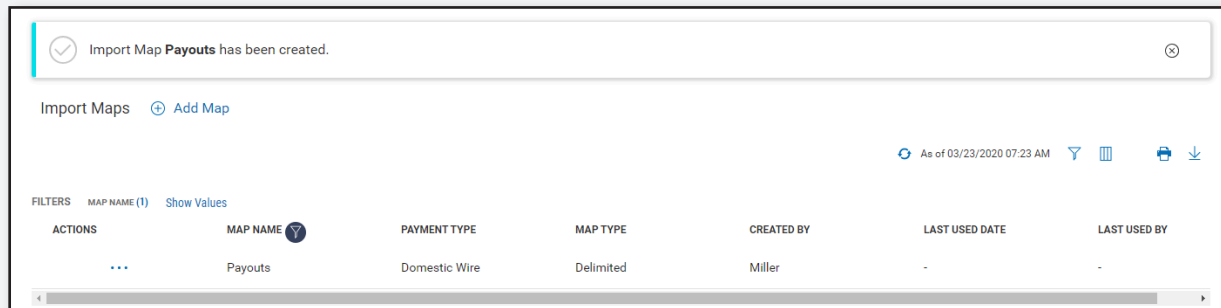 Import Map Payouts has been created.
Import Maps Add Map
As of 03/23/2020 07:23 AM
FILTERS MAP NAME (1) Show Values
ACTIONS MAP NAME PAYMENT TYPE MAP TYPE CREATED BY LAST USED DATE LAST USED BY
... Payouts Domestic Wire Delimited Miller - -